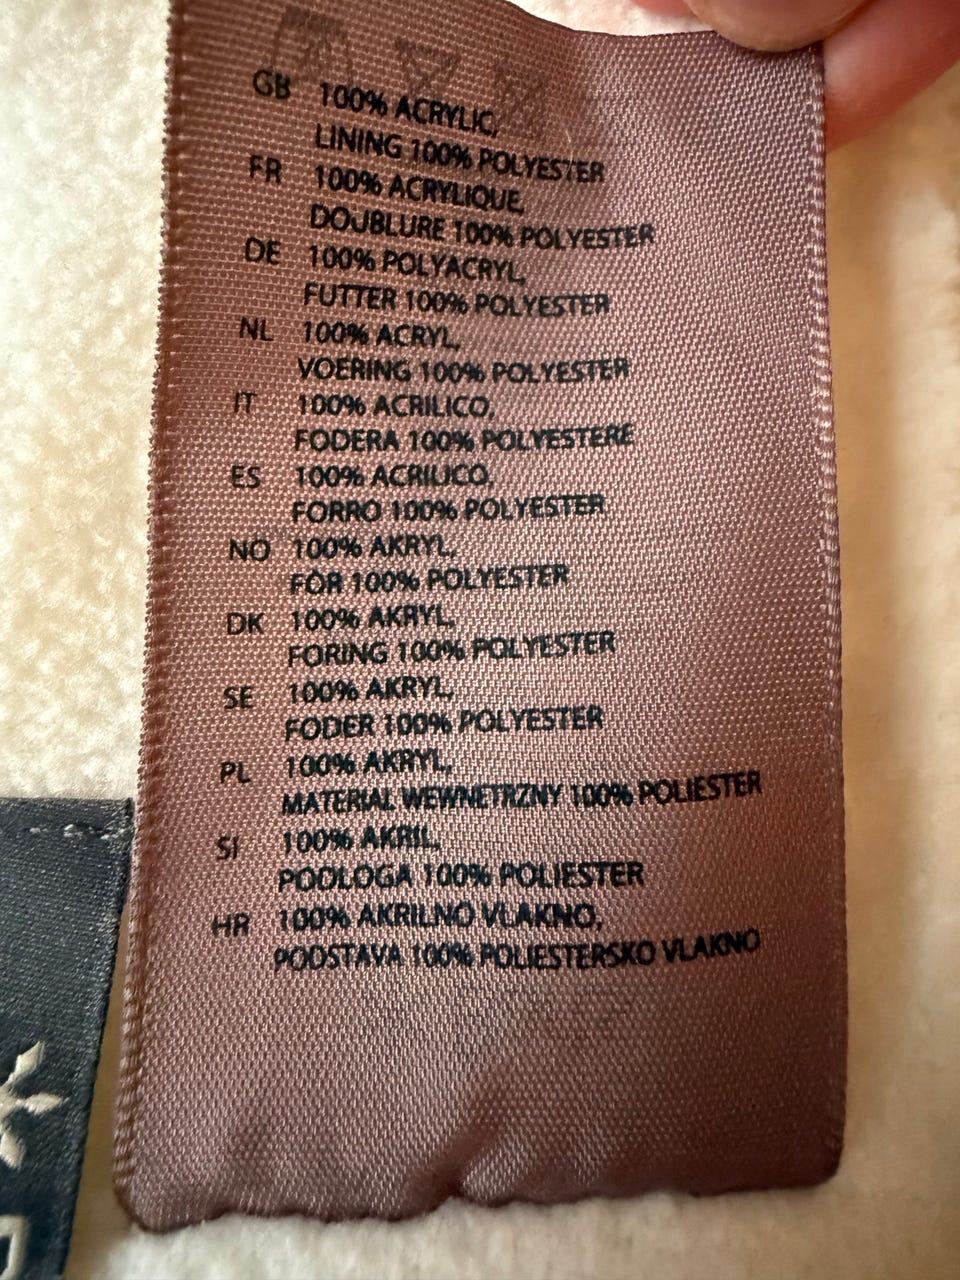 GB 100% ACRYLIC,
LINING 100% POLYESTER
FR 100% ACRYLIQUE,
DOJBLURE 100% POLYESTER
DE 100% POLYACRYL,
FUTTER 100% POLYESTER
NL 100% ACRYL,
VOERING 100% POLYESTER
IT 100% ACRILICO,
FODERA 100% POLYESTERE
ES 100% ACRILICO,
FORRO 100% POLYESTER
NO 100% AKRYL,
FÒR 100% POLYESTER
DK 100% AKRYL,
FORING 100% POLYESTER
SE 100% AKRYL,
FODER 100% POLYESTER
PL 100% AKRYL,
MATERIAL WEWNETRZNY 100% POLIESTER
SI 100% AKRIL,
PODLOGA 100% POLIESTER
HR 100% AKRILNO VLAKNO,
PODSTAVA 100% POLIESTERSKO VLAKNO